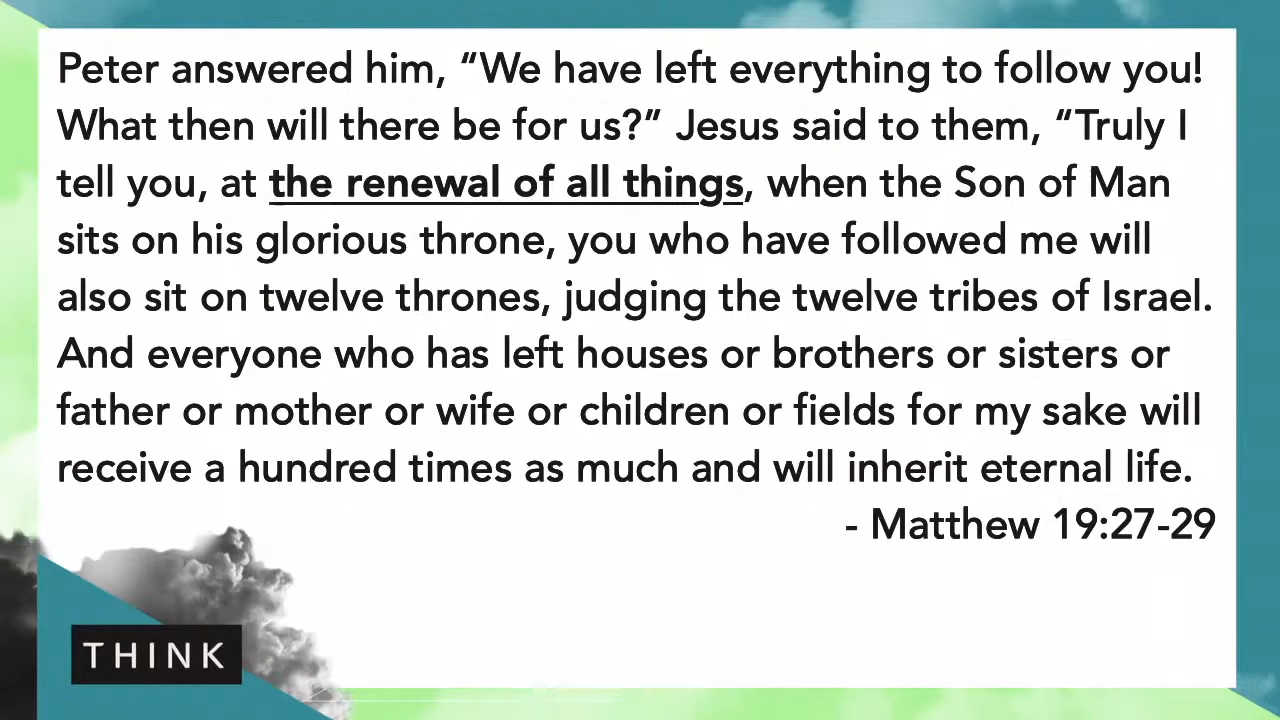 Peter answered him, “We have left everything to follow you!
What then will there be for us?” Jesus said to them, “Truly I
tell you, at the renewal of all things, when the Son of Man
sits on his glorious throne, you who have followed me will
also sit on twelve thrones, judging the twelve tribes of Israel.
And everyone who has left houses or brothers or sisters or
father or mother or wife or children or fields for my sake will
receive a hundred times as much and will inherit eternal life.
- Matthew 19:27-29
THINK